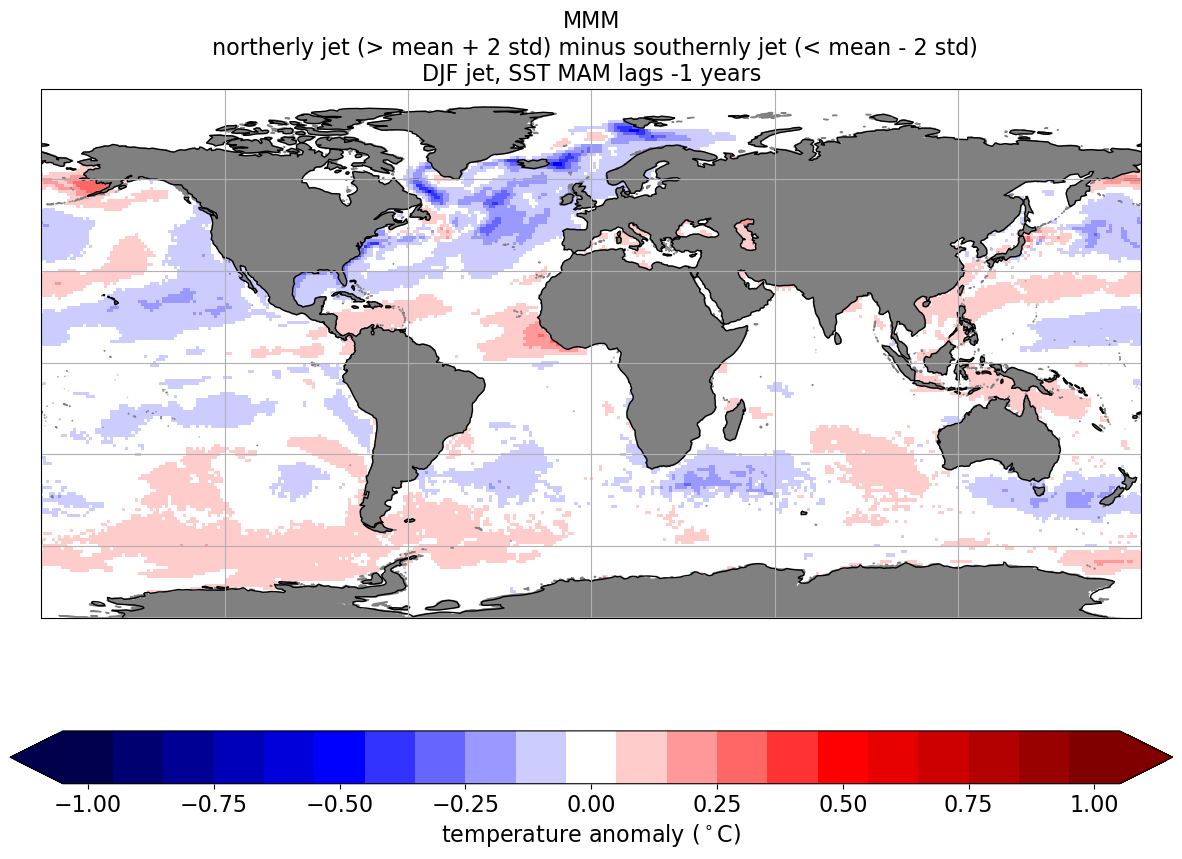 MMM
northerly jet (> mean + 2 std) minus southernly jet (< mean - 2 std)
DJF jet, SST MAM lags -1 years
−1.00 −0.75 −0.50 −0.25 0.00 0.25 0.50 0.75 1.00
temperature anomaly (°C)